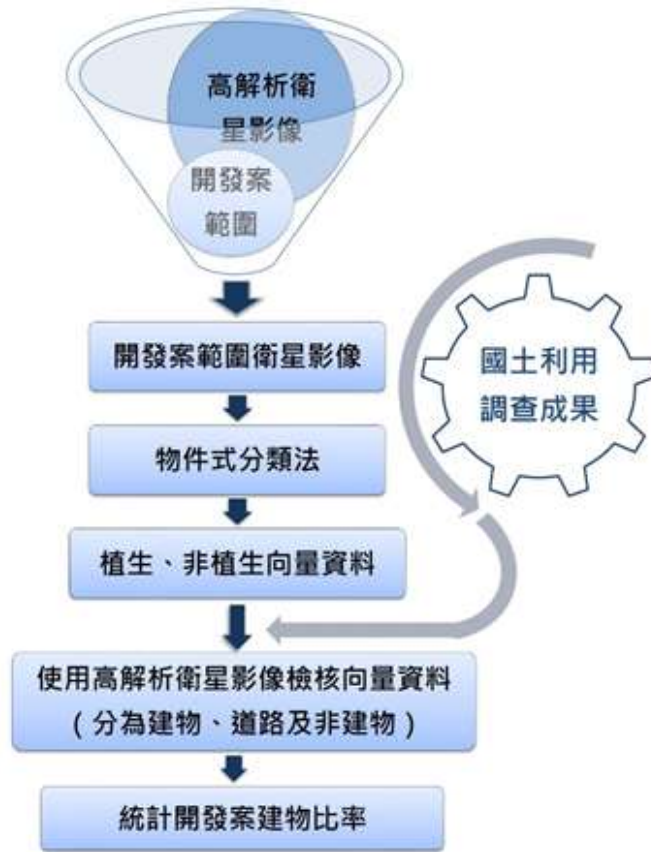 高解析衛
星影像
開發案
範圍
開發案範圍衛星影像
國土利用
調查成果
物件式分類法
植生、非植生向量資料
使用高解析衛星影像檢核向量資料
（分為建物、道路及非建物）
統計開發案建物比率